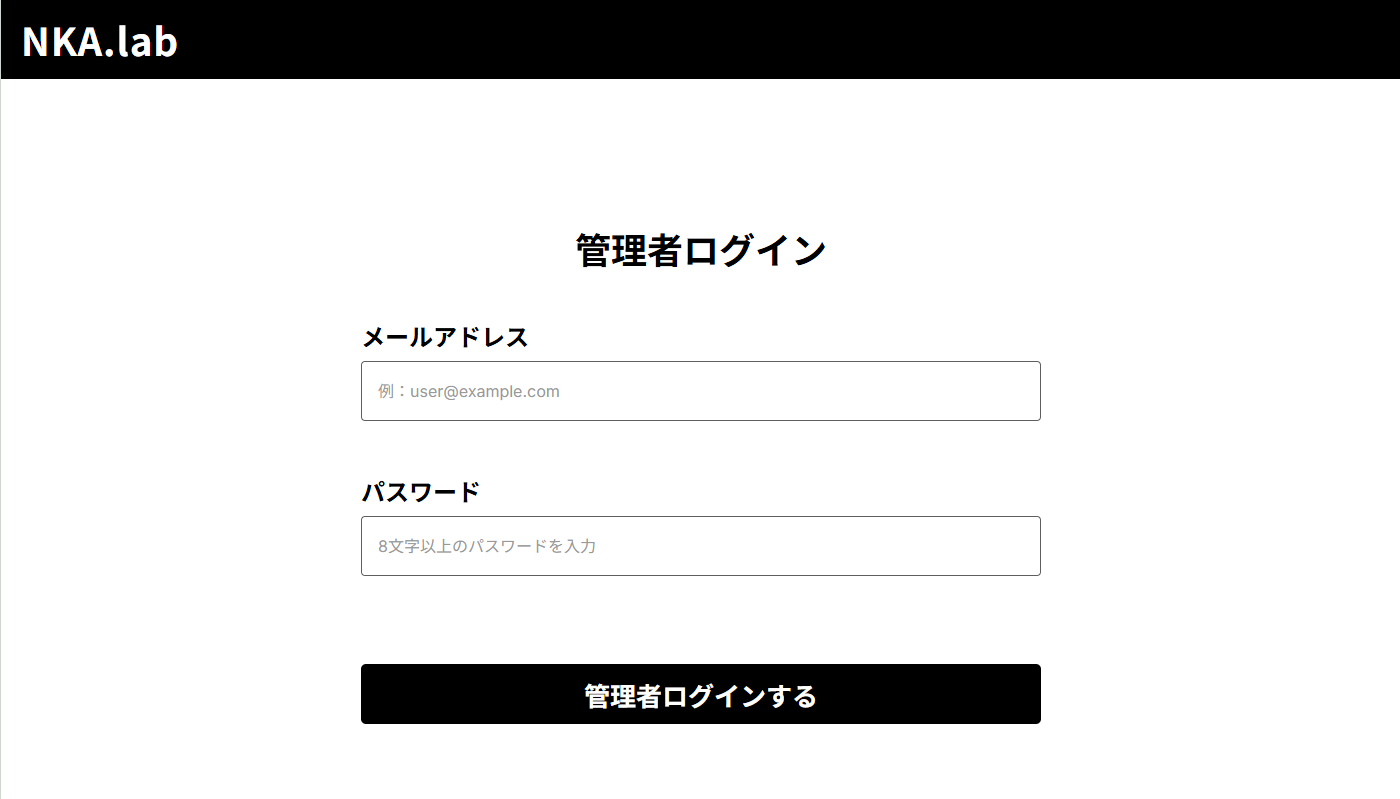 NKA.lab
管理者ログイン
メールアドレス
例：user@example.com
パスワード
8文字以上のパスワードを入力
管理者ログインする